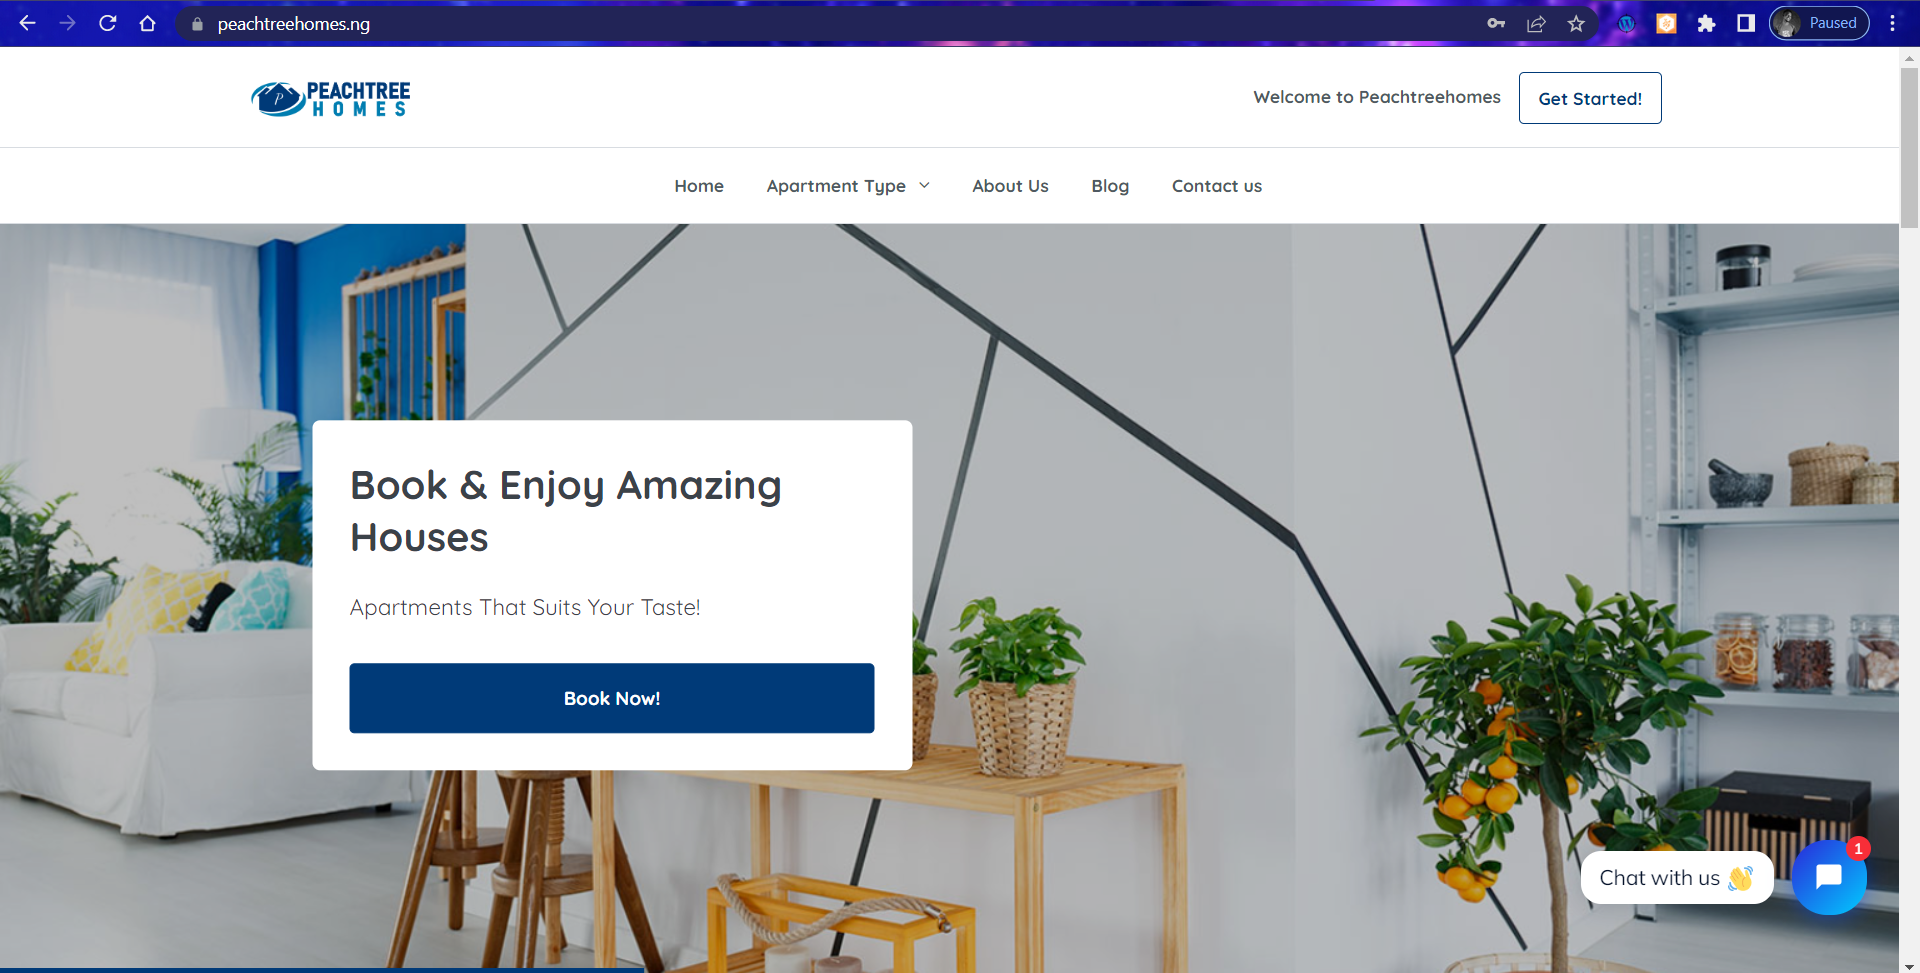 peachtreehomes.ng
Paused
PEACHTREE
HOMES
P
Welcome to Peachtreehomes
Get Started!
Home
Apartment Type
About Us
Blog
Contact us
Book & Enjoy Amazing
Houses
Apartments That Suits Your Taste!
Book Now!
Chat with us 👋
1